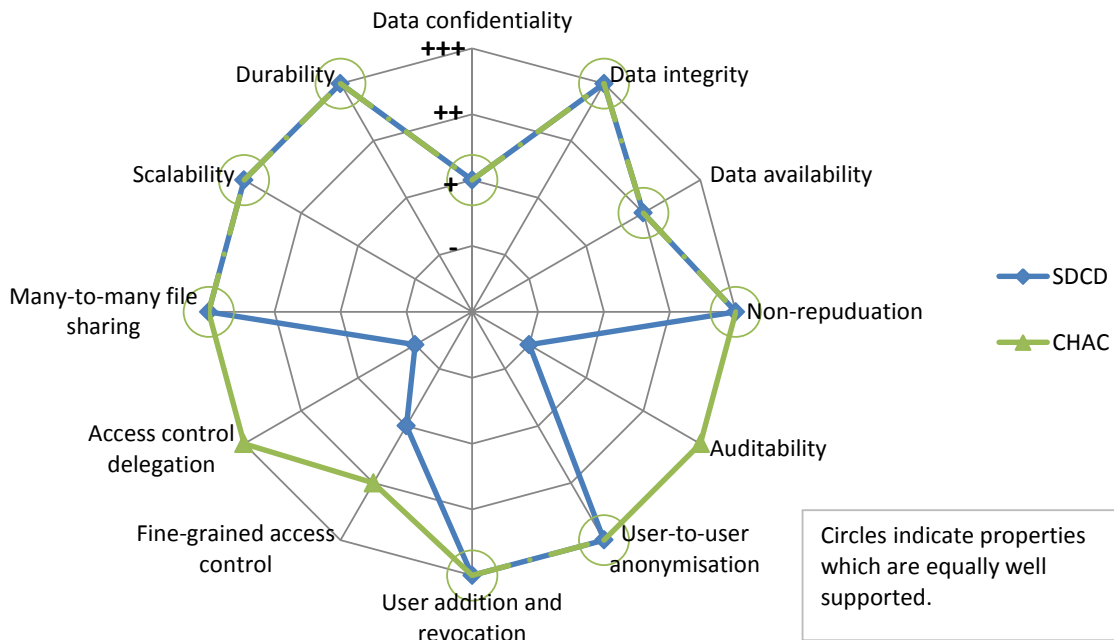 Data confidentiality
+++
Durability
Data integrity
++
Scalability
+
Data availability
-
Many-to-many file
sharing
Non-repuduation
SDCD
CHAC
Access control
delegation
Auditability
Fine-grained access
control
User-to-user
anonymisation
User addition and
revocation
Circles indicate properties
which are equally well
supported.